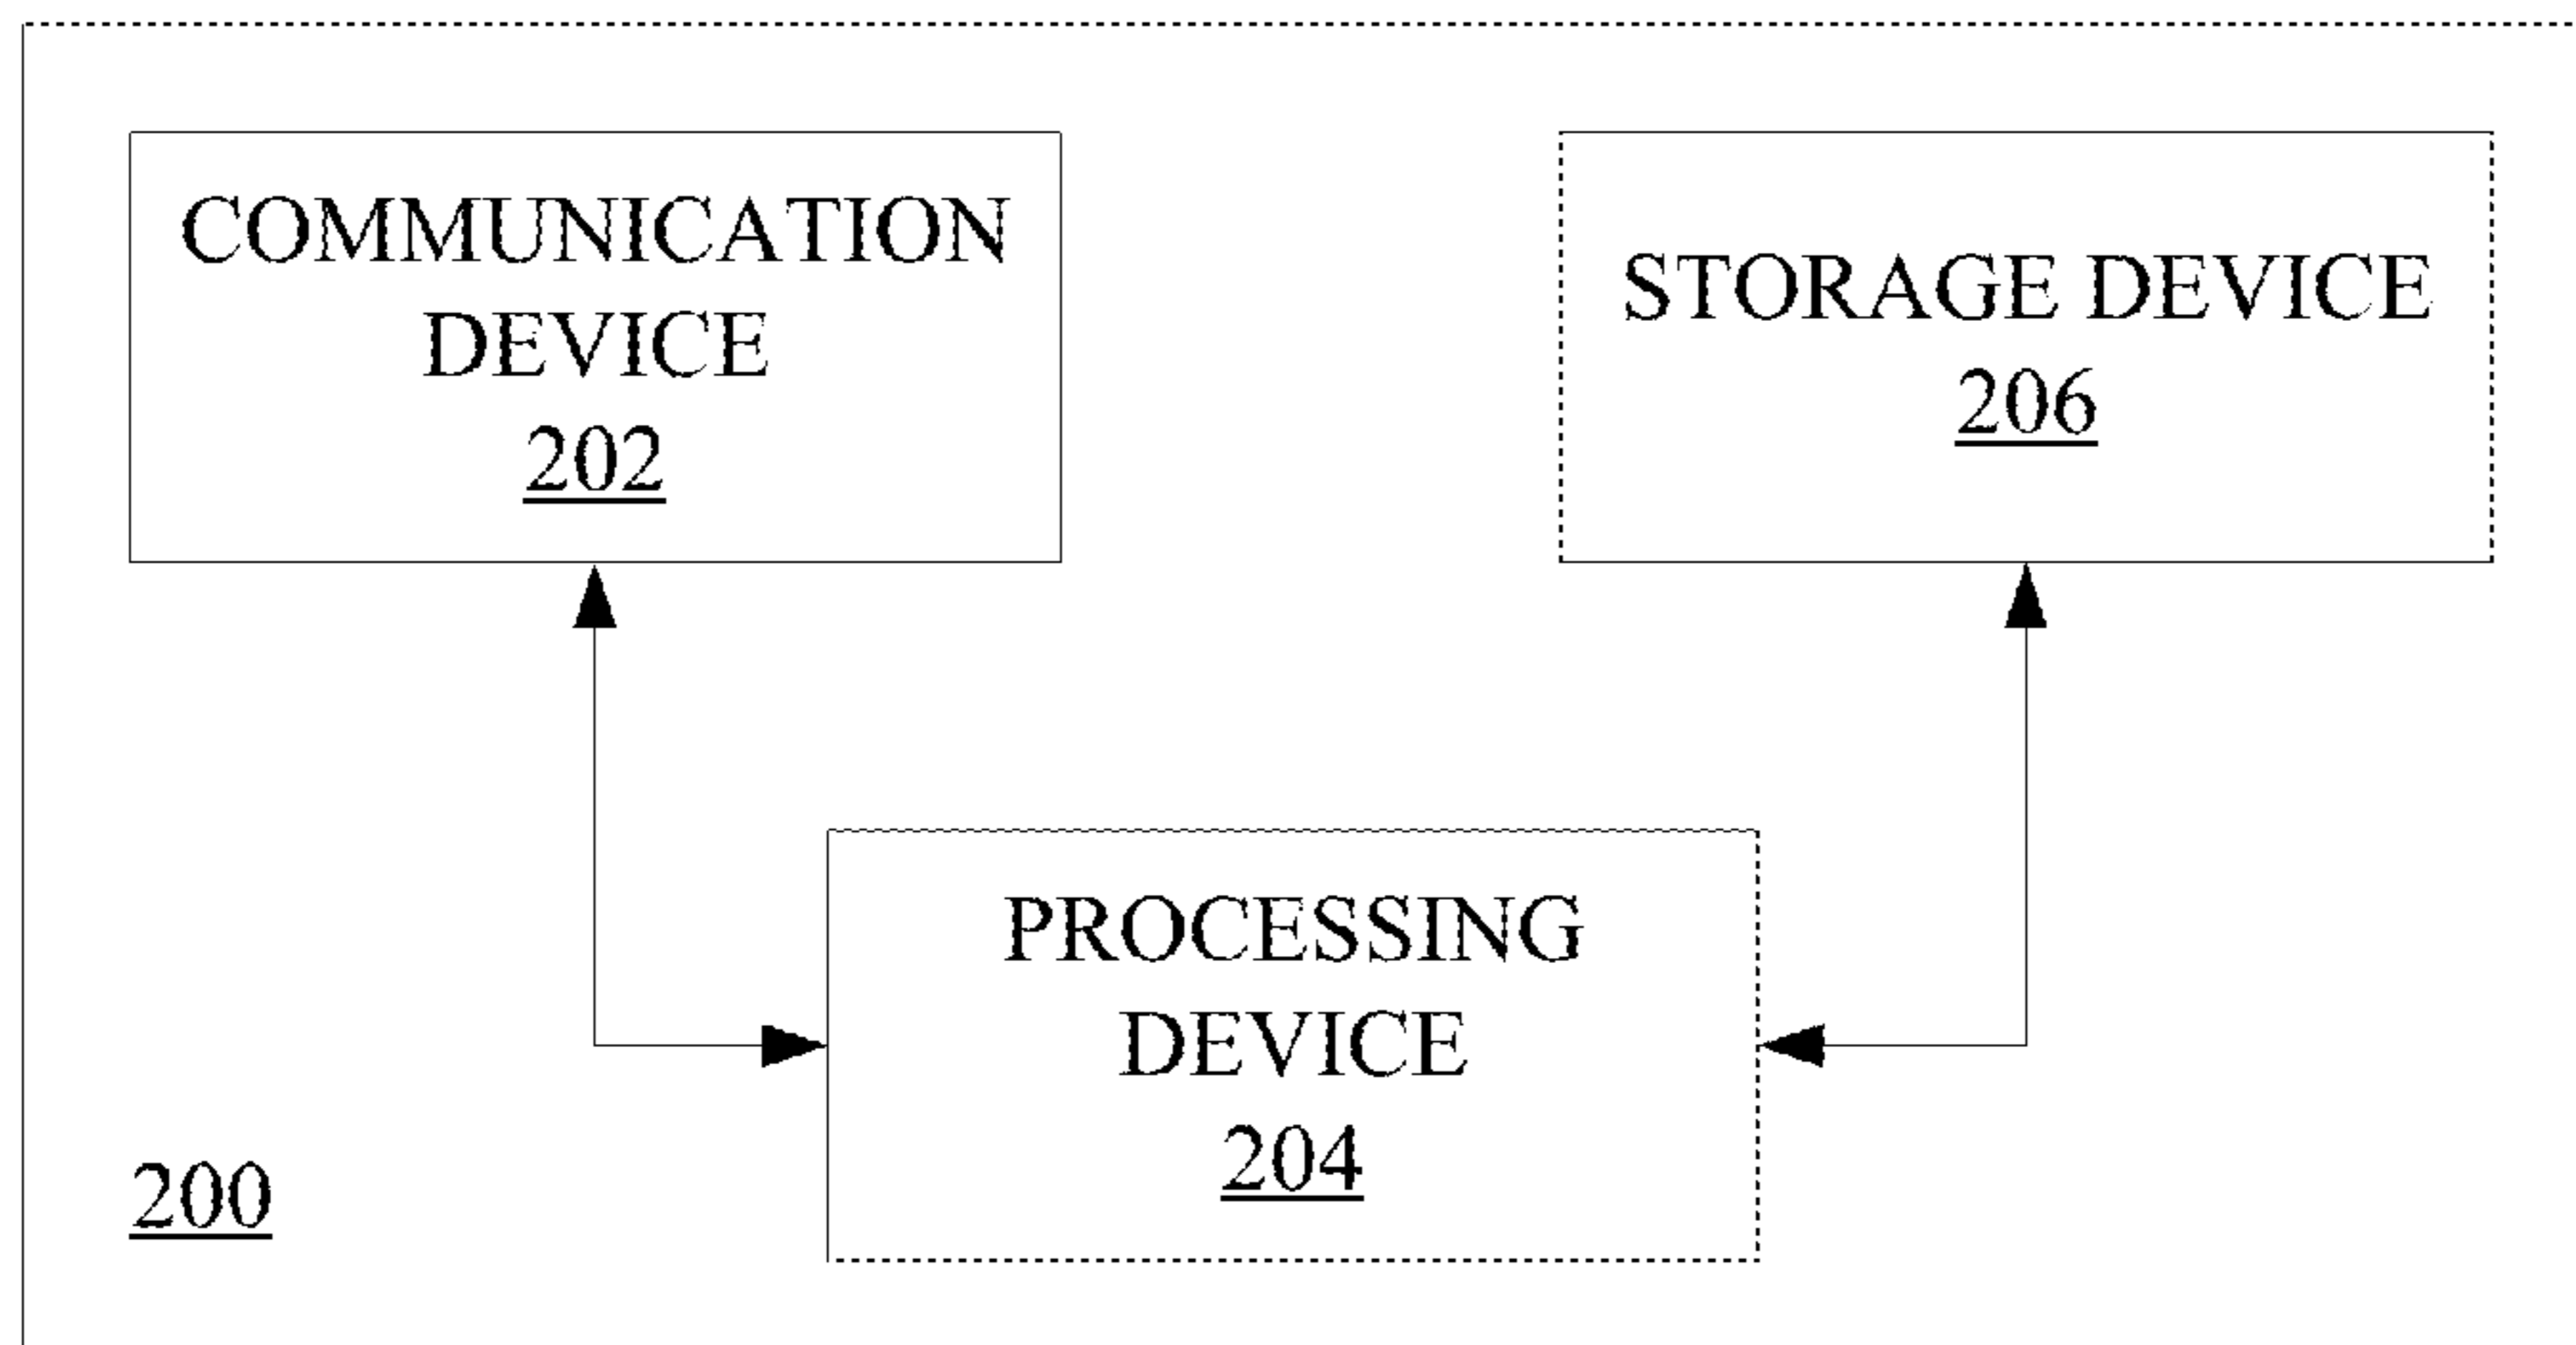 COMMUNICATION
DEVICE
202
STORAGE DEVICE
206
PROCESSING
DEVICE
204
200